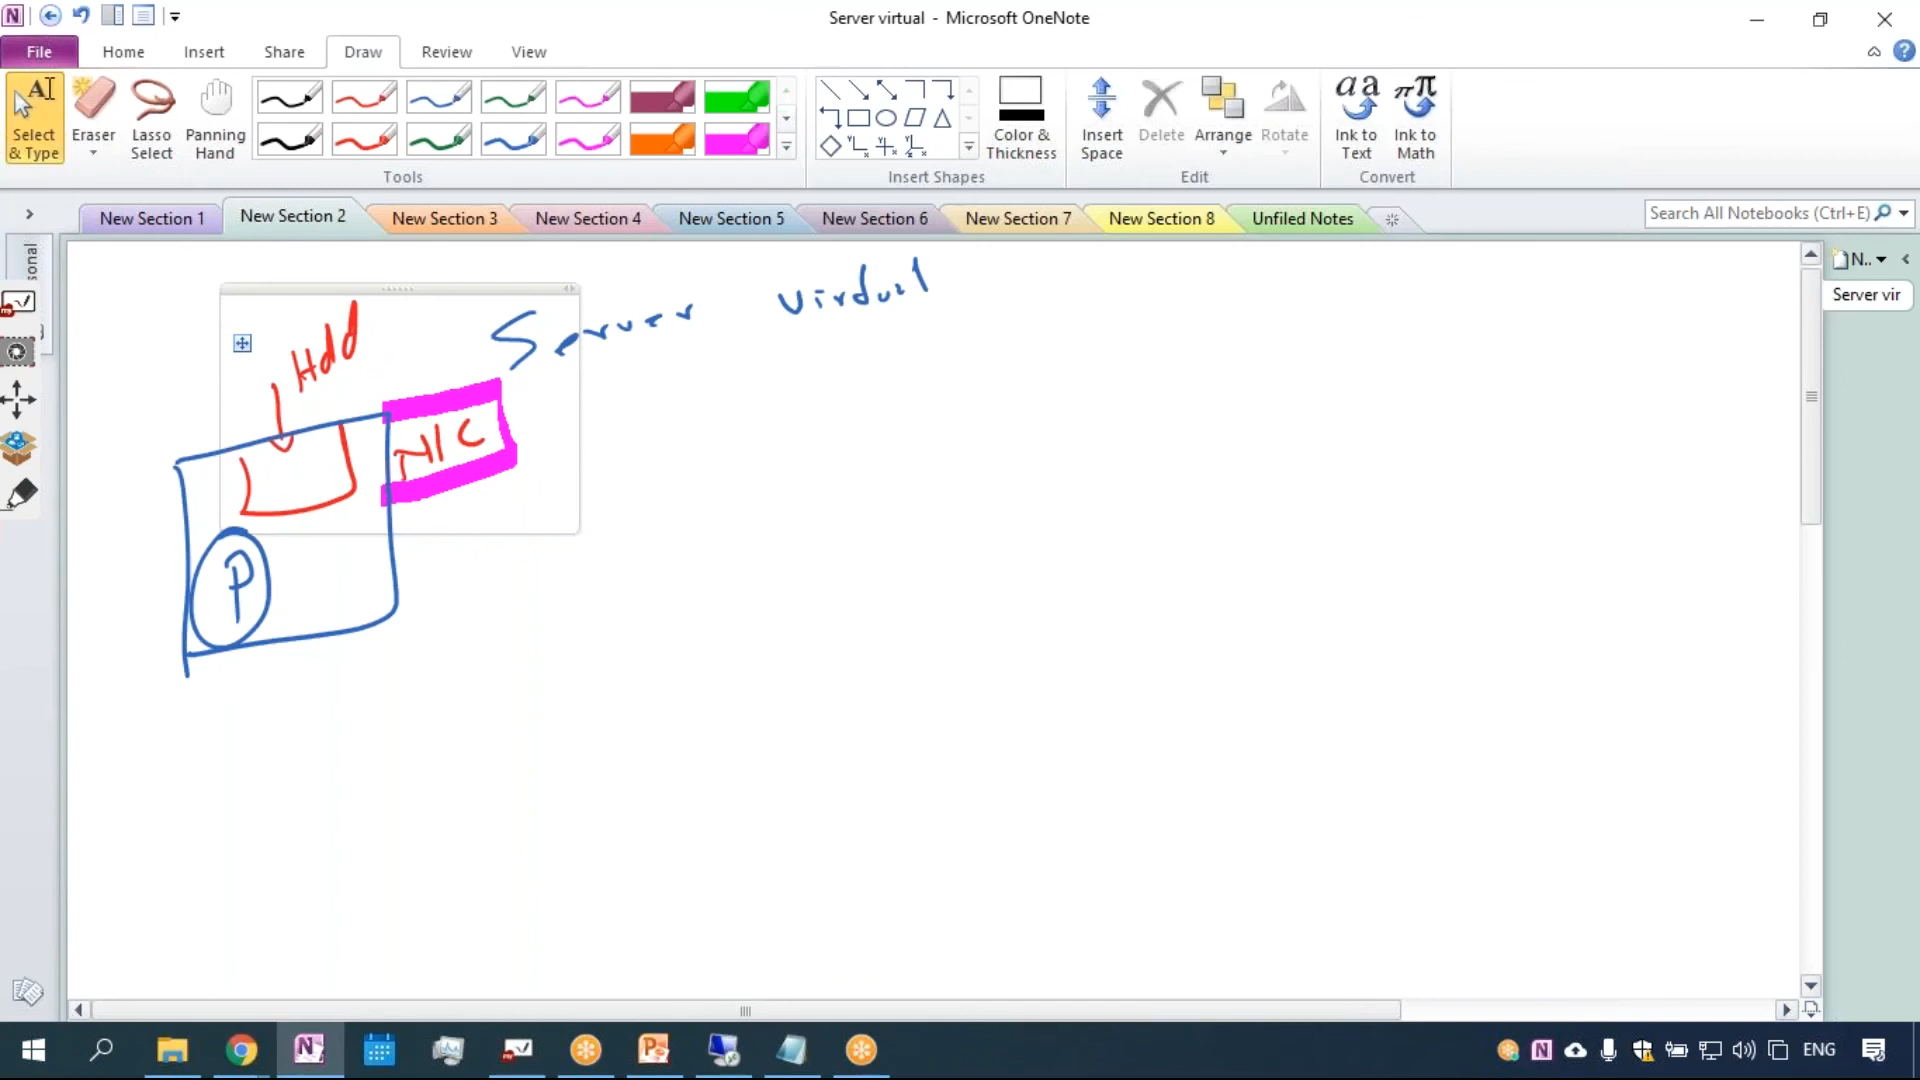 Server virtual - Microsoft OneNote
File Home Insert Share Draw Review View
Select & Type
Eraser
Lasso Select
Panning Hand
Color & Thickness
Insert Space
Delete
Arrange
Rotate
Ink to Text
Ink to Math
Tools
Insert Shapes
Edit
Convert
New Section 1 New Section 2 New Section 3 New Section 4 New Section 5 New Section 6 New Section 7 New Section 8 Unfiled Notes
Search All Notebooks (Ctrl+E)
sonal
N..
Server vir
Server virdual
Hdd
NIC
P
ENG